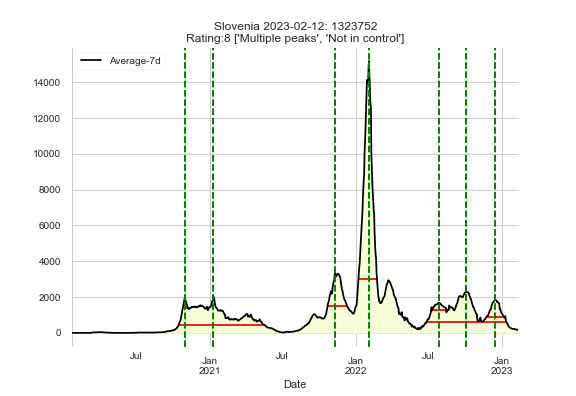 Slovenia 2023-02-12: 1323752
Rating:8 ['Multiple peaks', 'Not in control']
Average-7d
14000
12000
10000
8000
6000
4000
2000
0
Jul
Jan
2021
Jul
Jan
2022
Jul
Jan
2023
Date